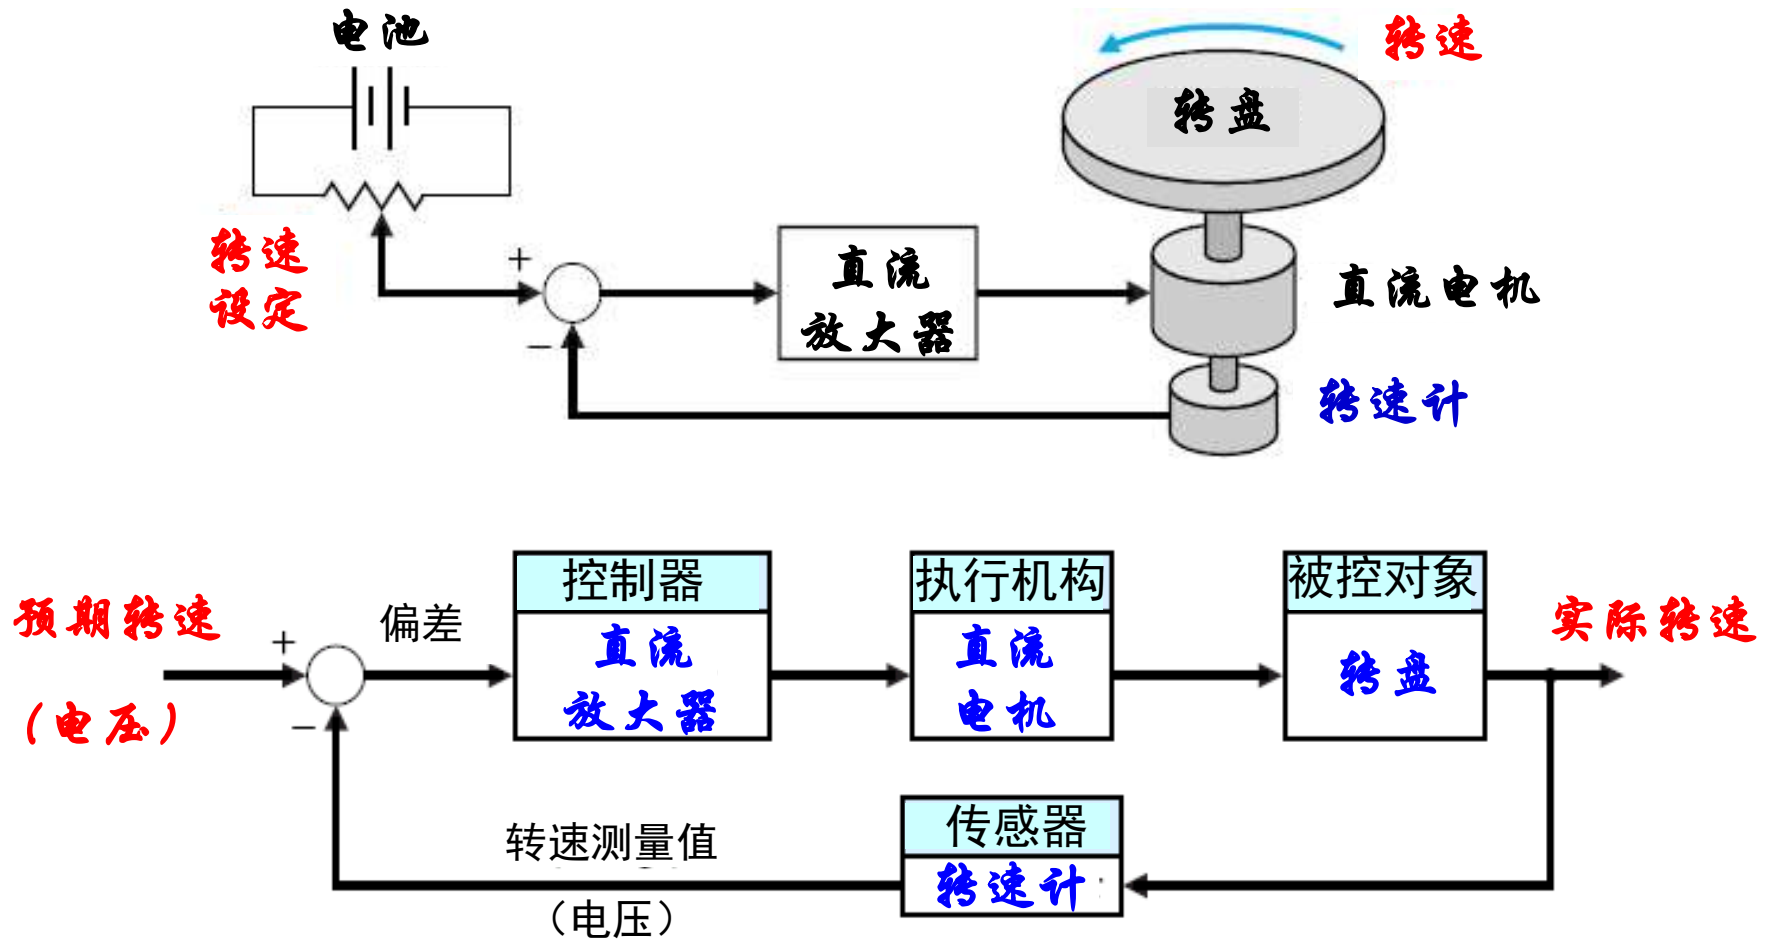 电池
转速
转盘
转速
设定
+
−
直流
放大器
直流电机
转速计
预期转速
(电压)
+
−
偏差
控制器
直流
放大器
执行机构
直流
电机
被控对象
转盘
实际转速
传感器
转速计
转速测量值
（电压）